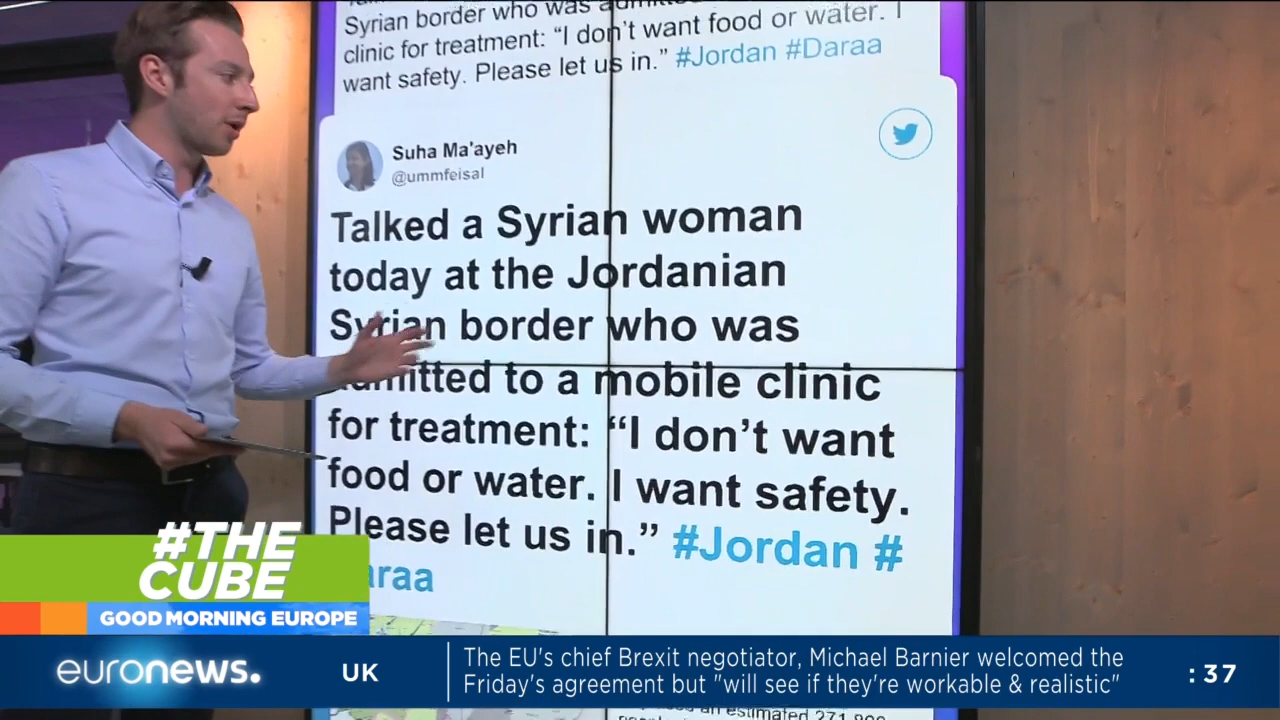 Syrian border who was
clinic for treatment: “I don’t want food or water. I
want safety. Please let us in.” #Jordan #Daraa
Suha Ma'ayeh
@ummfeisal
Talked a Syrian woman
today at the Jordanian
Syrian border who was
admitted to a mobile clinic
for treatment: “I don’t want
food or water. I want safety.
Please let us in.” #Jordan #
araa
#THE
CUBE
GOOD MORNING EUROPE
euronews.
UK
The EU's chief Brexit negotiator, Michael Barnier welcomed the
Friday's agreement but "will see if they're workable & realistic"
:37
an estimated 271,000